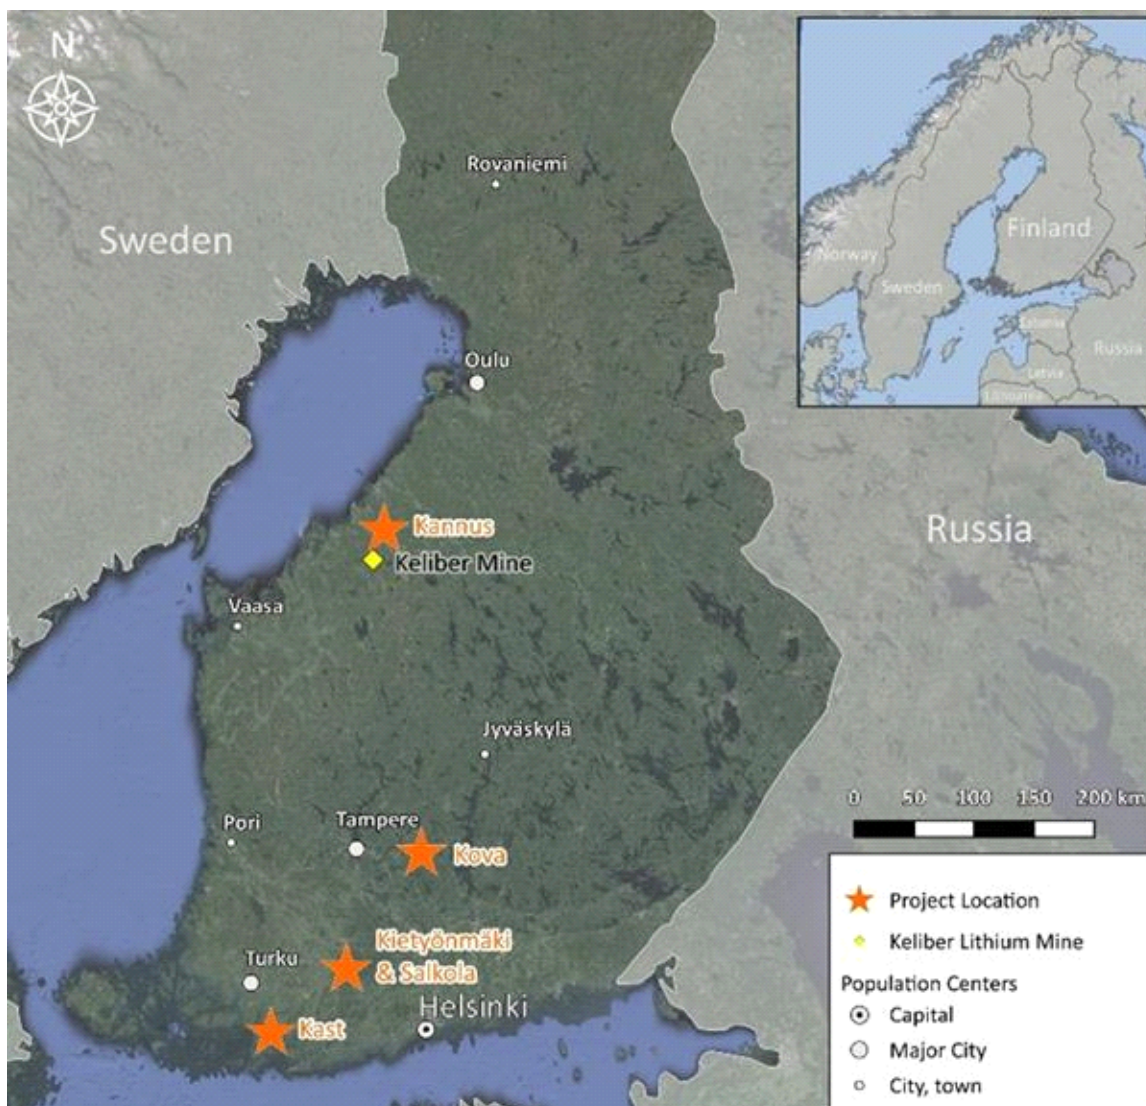 N
Rovaniemi
Sweden
Oulu
Kannus
Keliber Mine
Vaasa
Jyväskylä
Pori
Tampere
Kova
Kietyönmäki
& Salkola
Turku
Helsinki
Kast
Russia
Finland
Norway
Sweden
Estonia
Latvia
Lithuania
Russia
0 50 100 150 200 km
Project Location
Keliber Lithium Mine
Population Centers
Capital
Major City
City, town